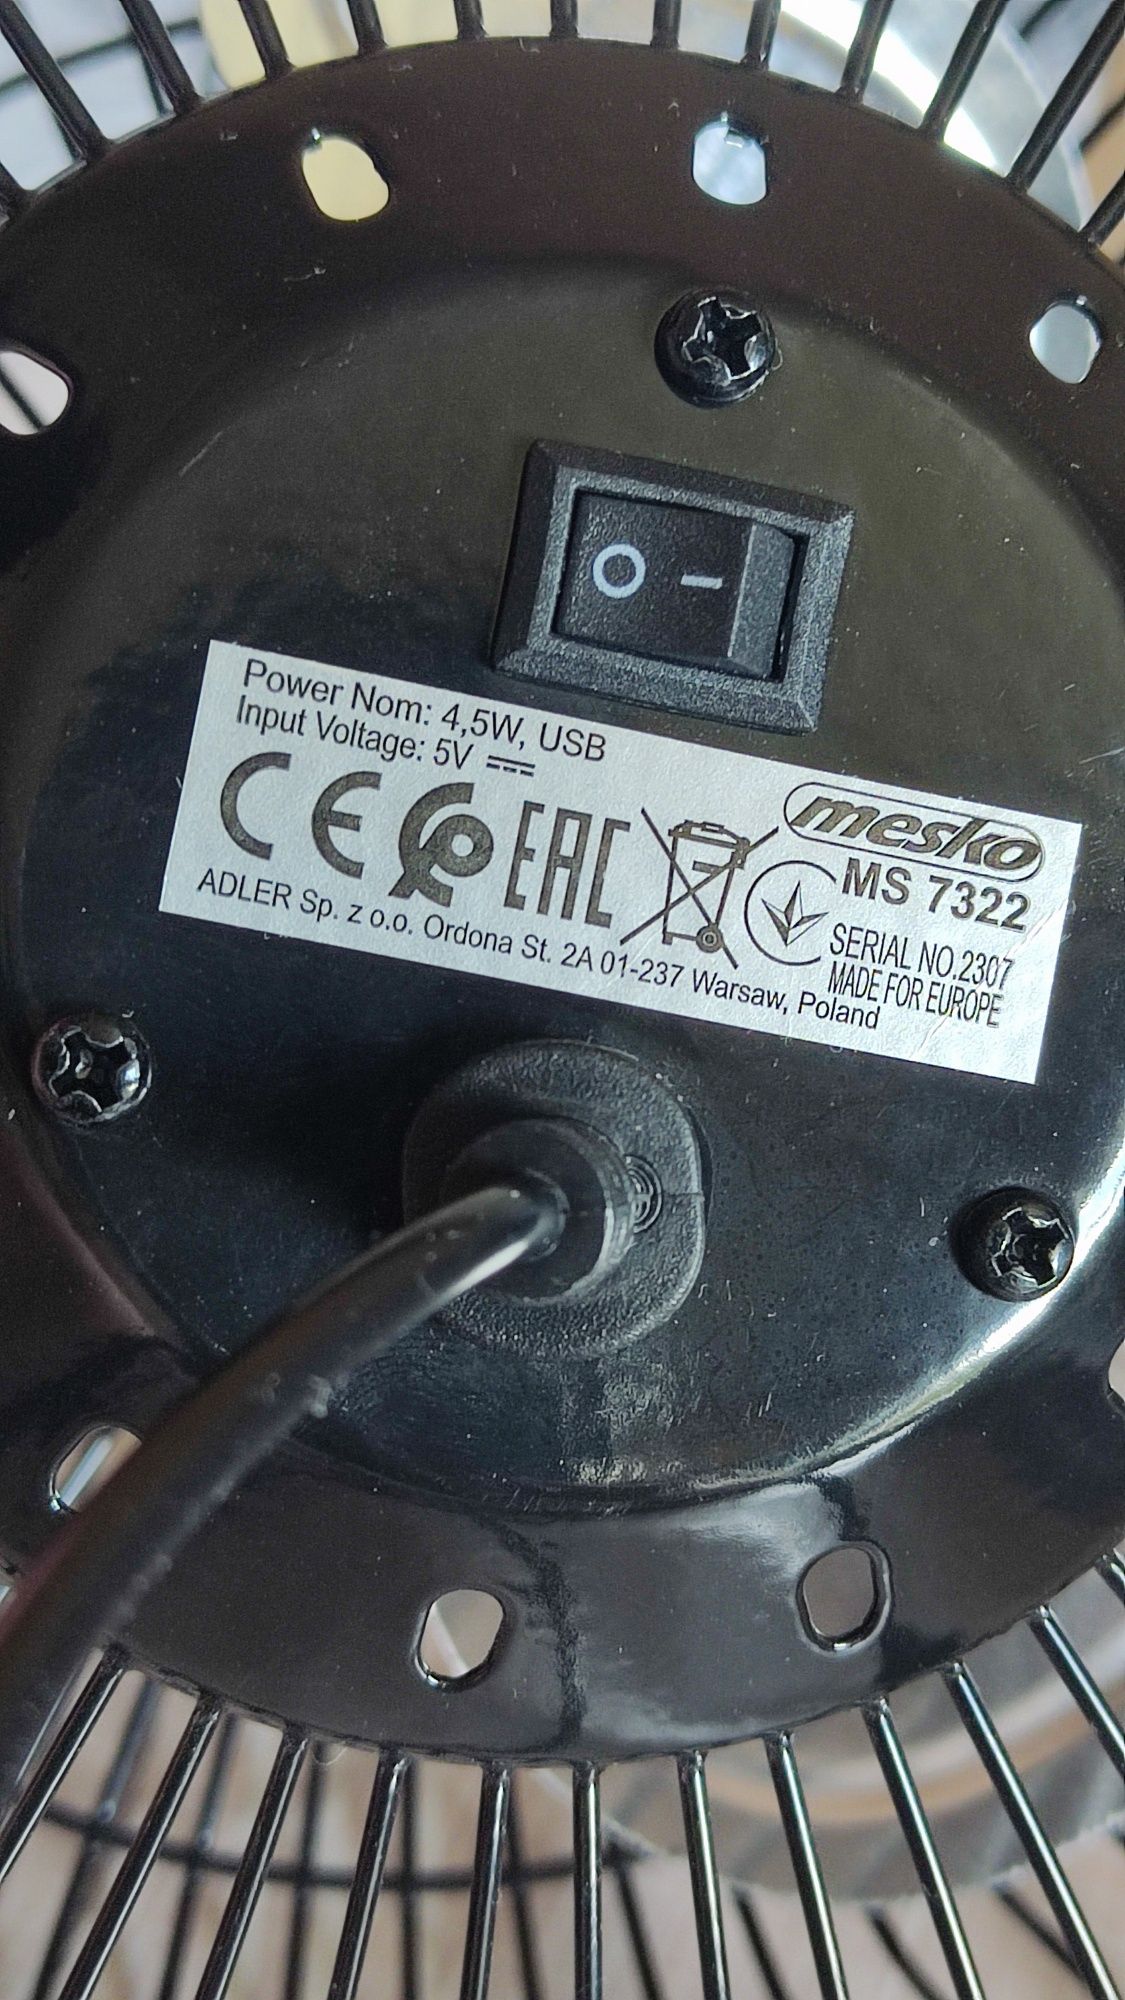 O –
Power Nom: 4,5W, USB
Input Voltage: 5V
CE EAC
mesko
MS 7322
SERIAL NO.2307
MADE FOR EUROPE
ADLER Sp. z o.o. Ordona St. 2A 01-237 Warsaw, Poland